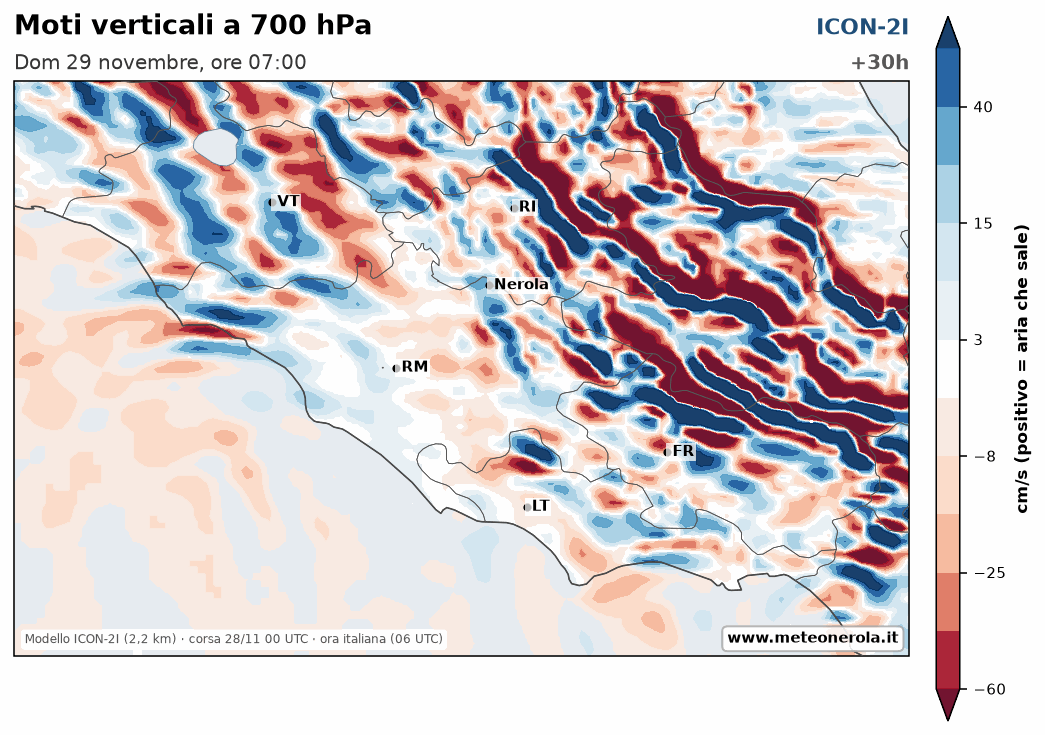 Moti verticali a 700 hPa
ICON-2I
Dom 29 novembre, ore 07:00
+30h
VT
RI
Nerola
RM
FR
LT
40
15
3
−8
−25
−60
cm/s (positivo = aria che sale)
Modello ICON-2I (2,2 km) · corsa 28/11 00 UTC · ora italiana (06 UTC)
www.meteonerola.it